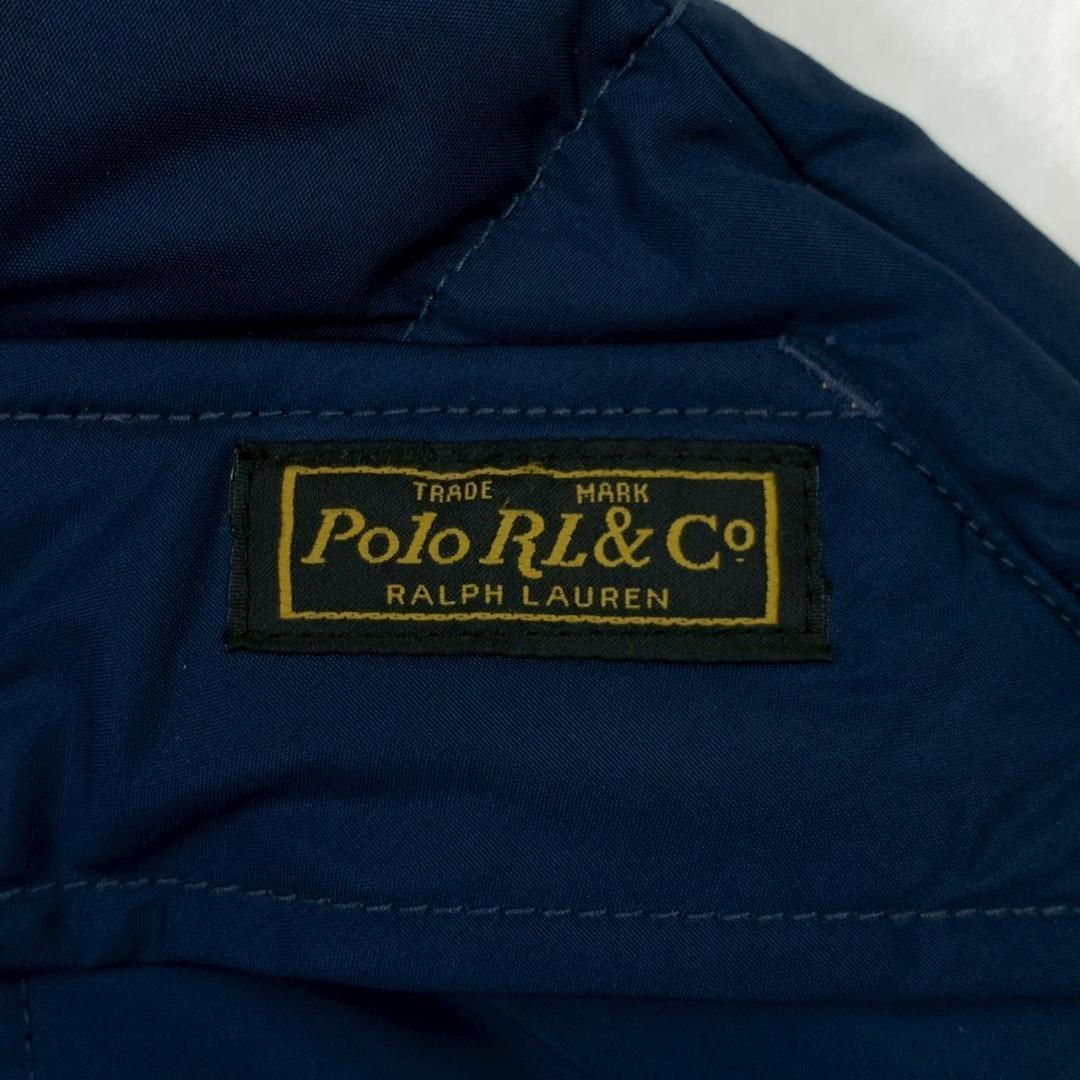 TRADE MARK
Polo RL & Cº
RALPH LAUREN